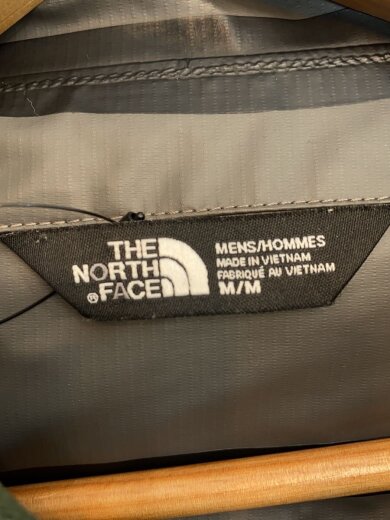 THE
NORTH
FACE®
MENS/HOMMES
MADE IN VIETNAM
FABRIQUÉ AU VIETNAM
M/M